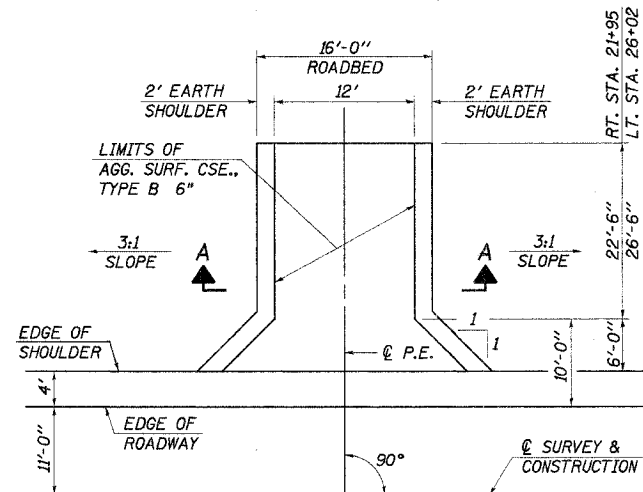 16'-0"
ROADBED
2' EARTH
SHOULDER
12'
2' EARTH
SHOULDER
RT. STA. 21+95
LT. STA. 26+02
LIMITS OF
AGG. SURF. CSE.,
TYPE B 6"
3:1
SLOPE
A
A
3:1
SLOPE
22'-6"
26'-6"
1
1
EDGE OF
SHOULDER
℄ P.E.
10'-0"
6'-0"
4'
EDGE OF
ROADWAY
11'-0"
90°
℄ SURVEY &
CONSTRUCTION